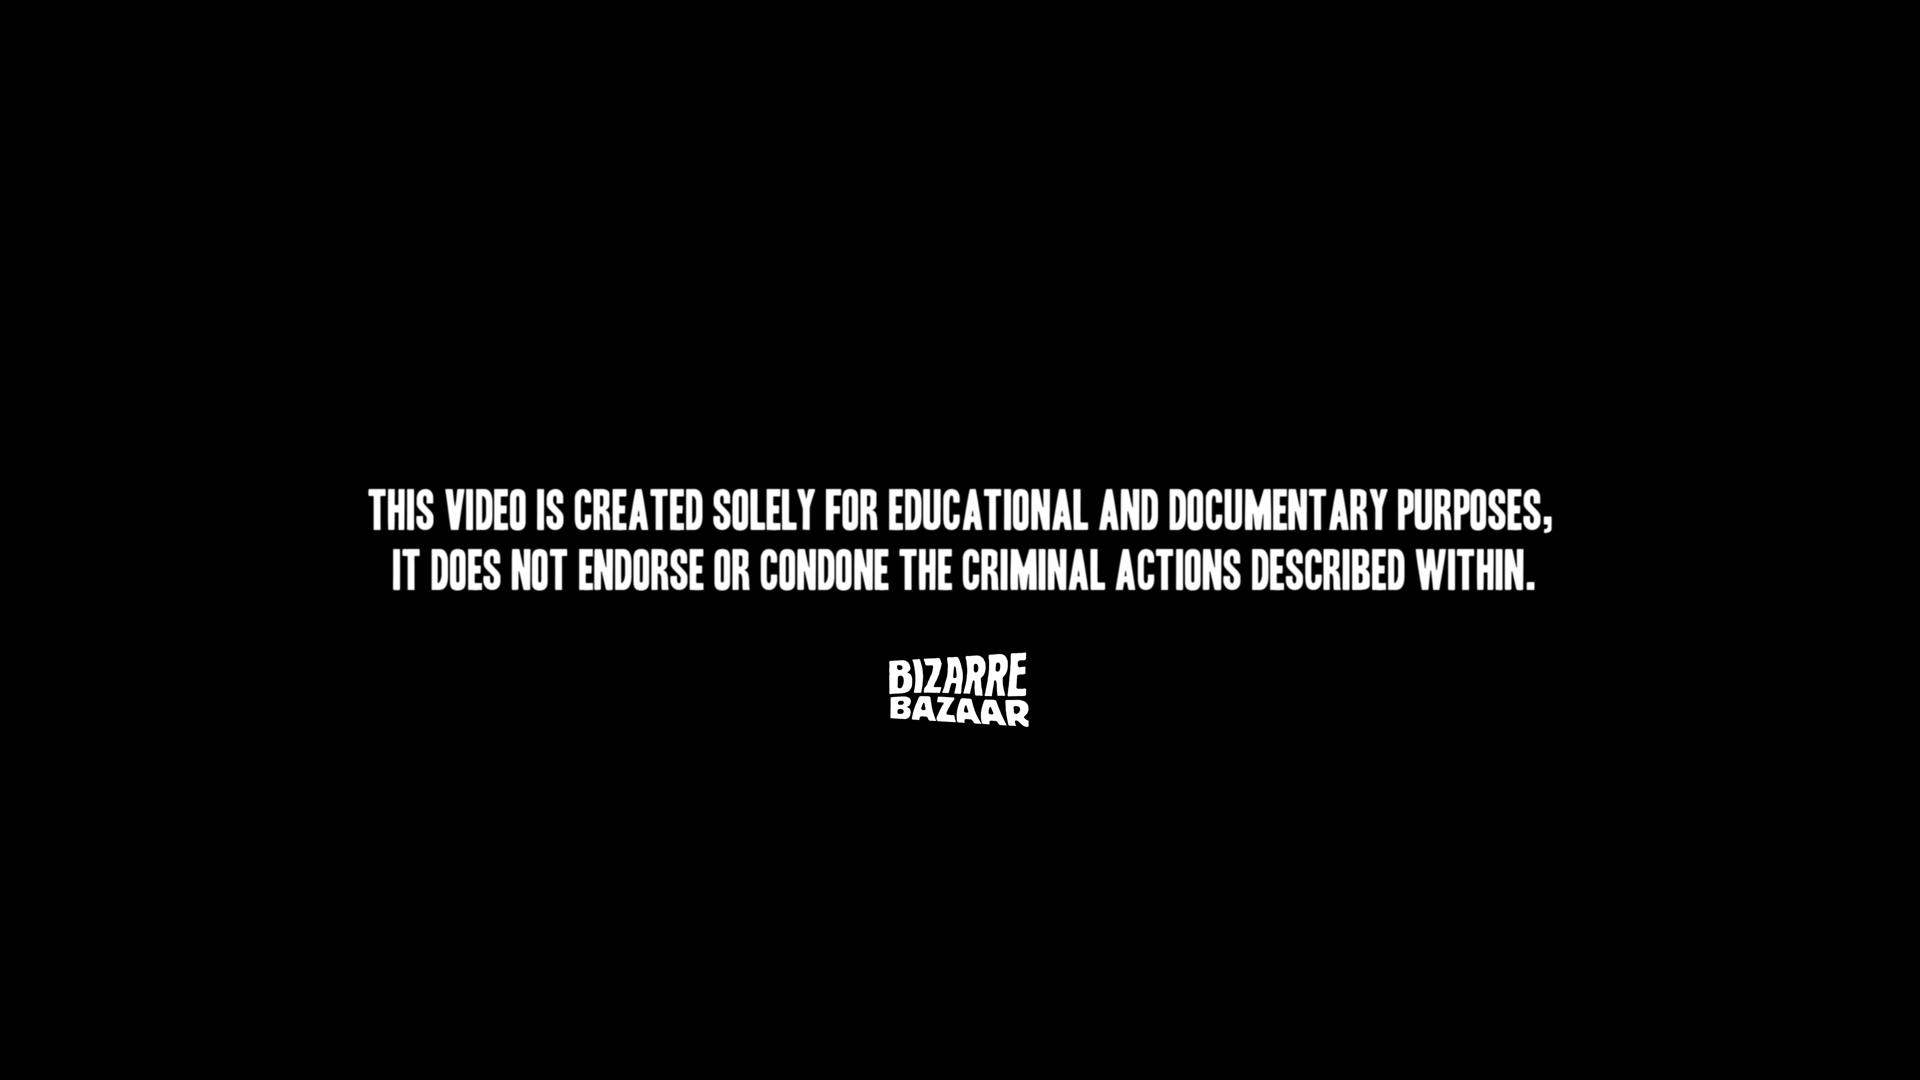 THIS VIDEO IS CREATED SOLELY FOR EDUCATIONAL AND DOCUMENTARY PURPOSES,
IT DOES NOT ENDORSE OR CONDONE THE CRIMINAL ACTIONS DESCRIBED WITHIN.
BIZARRE
BAZAAR